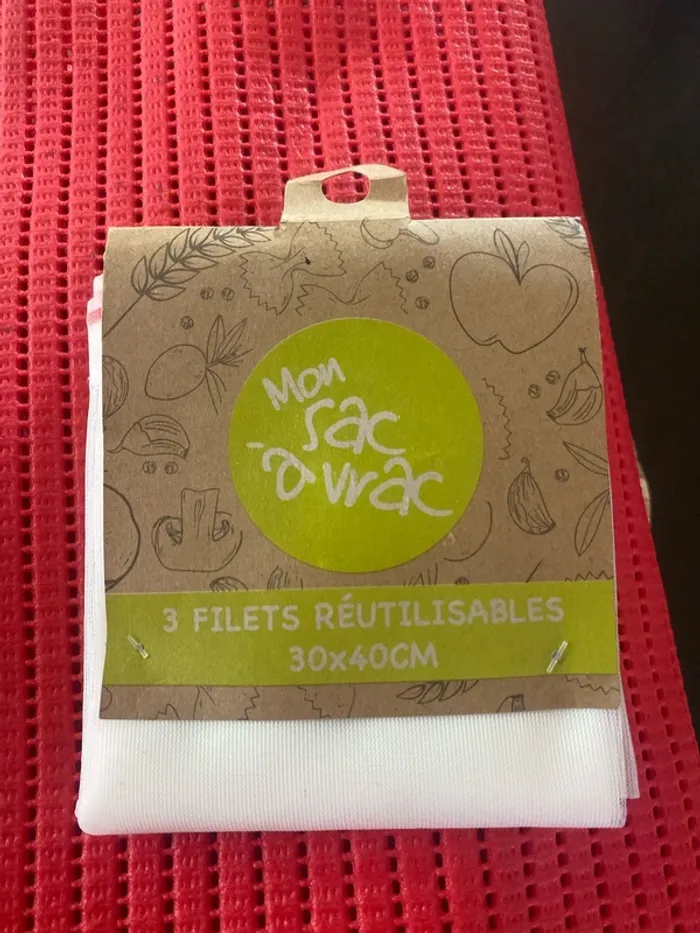 Mon
sac
à vrac
3 FILETS RÉUTILISABLES
30x40CM